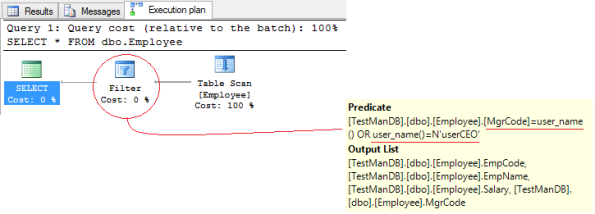 Results Messages Execution plan
Query 1: Query cost (relative to the batch): 100%
SELECT * FROM dbo.Employee
SELECT
Cost: 0 %
Filter
Cost: 0 %
Table Scan
[Employee]
Cost: 100 %
Predicate
[TestManDB].[dbo].[Employee].[MgrCode]=user_name
() OR user_name()=N'userCEO'
Output List
[TestManDB].[dbo].[Employee].EmpCode,
[TestManDB].[dbo].[Employee].EmpName,
[TestManDB].[dbo].[Employee].Salary, [TestManDB].
[dbo].[Employee].MgrCode